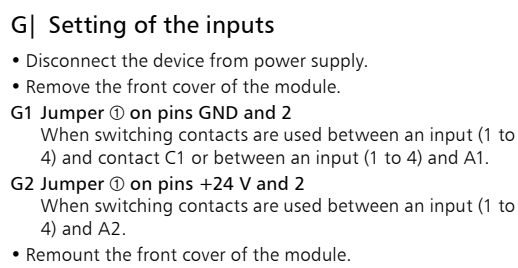 G| Setting of the inputs
• Disconnect the device from power supply.
• Remove the front cover of the module.
G1 Jumper ① on pins GND and 2
When switching contacts are used between an input (1 to
4) and contact C1 or between an input (1 to 4) and A1.
G2 Jumper ① on pins +24 V and 2
When switching contacts are used between an input (1 to
4) and A2.
• Remount the front cover of the module.